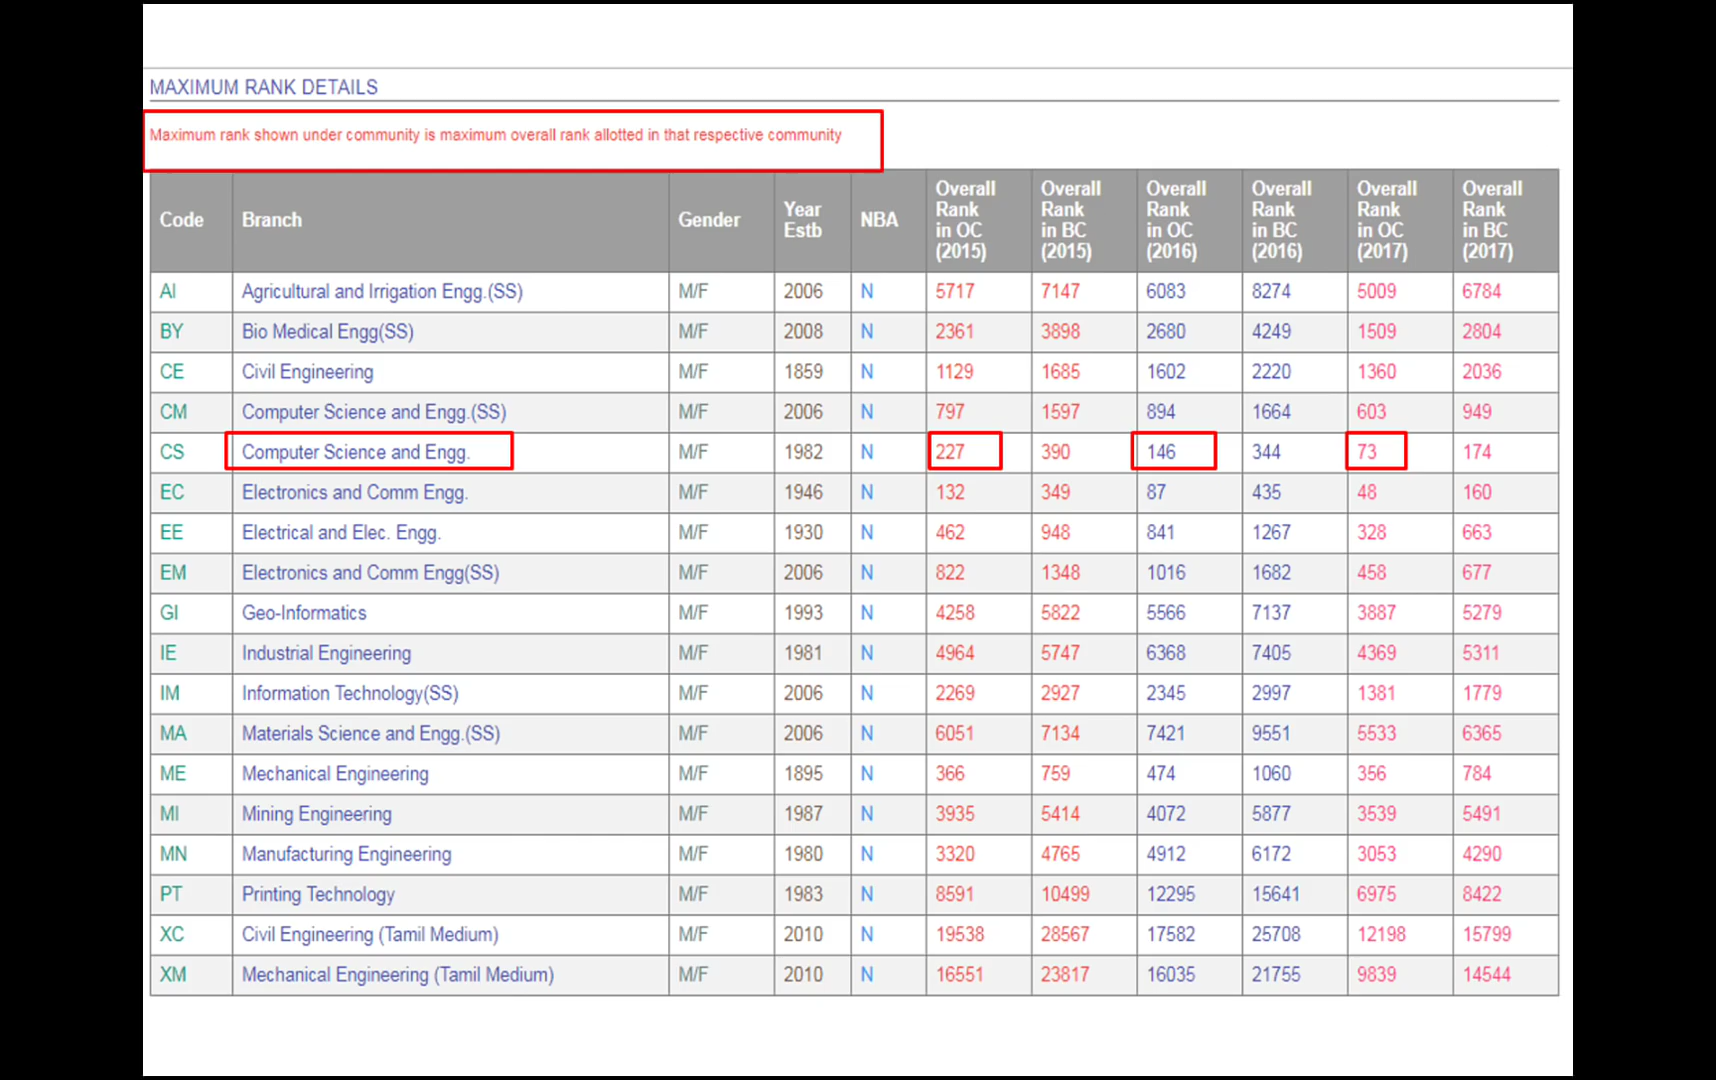 MAXIMUM RANK DETAILS
Maximum rank shown under community is maximum overall rank allotted in that respective community
Code Branch Gender Year Estb NBA Overall Rank in OC (2015) Overall Rank in BC (2015) Overall Rank in OC (2016) Overall Rank in BC (2016) Overall Rank in OC (2017) Overall Rank in BC (2017)
AI Agricultural and Irrigation Engg.(SS) M/F 2006 N 5717 7147 6083 8274 5009 6784
BY Bio Medical Engg(SS) M/F 2008 N 2361 3898 2680 4249 1509 2804
CE Civil Engineering M/F 1859 N 1129 1685 1602 2220 1360 2036
CM Computer Science and Engg.(SS) M/F 2006 N 797 1597 894 1664 603 949
CS Computer Science and Engg. M/F 1982 N 227 390 146 344 73 174
EC Electronics and Comm Engg. M/F 1946 N 132 349 87 435 48 160
EE Electrical and Elec. Engg. M/F 1930 N 462 948 841 1267 328 663
EM Electronics and Comm Engg(SS) M/F 2006 N 822 1348 1016 1682 458 677
GI Geo-Informatics M/F 1993 N 4258 5822 5566 7137 3887 5279
IE Industrial Engineering M/F 1981 N 4964 5747 6368 7405 4369 5311
IM Information Technology(SS) M/F 2006 N 2269 2927 2345 2997 1381 1779
MA Materials Science and Engg.(SS) M/F 2006 N 6051 7134 7421 9551 5533 6365
ME Mechanical Engineering M/F 1895 N 366 759 474 1060 356 784
MI Mining Engineering M/F 1987 N 3935 5414 4072 5877 3539 5491
MN Manufacturing Engineering M/F 1980 N 3320 4765 4912 6172 3053 4290
PT Printing Technology M/F 1983 N 8591 10499 12295 15641 6975 8422
XC Civil Engineering (Tamil Medium) M/F 2010 N 19538 28567 17582 25708 12198 15799
XM Mechanical Engineering (Tamil Medium) M/F 2010 N 16551 23817 16035 21755 9839 14544